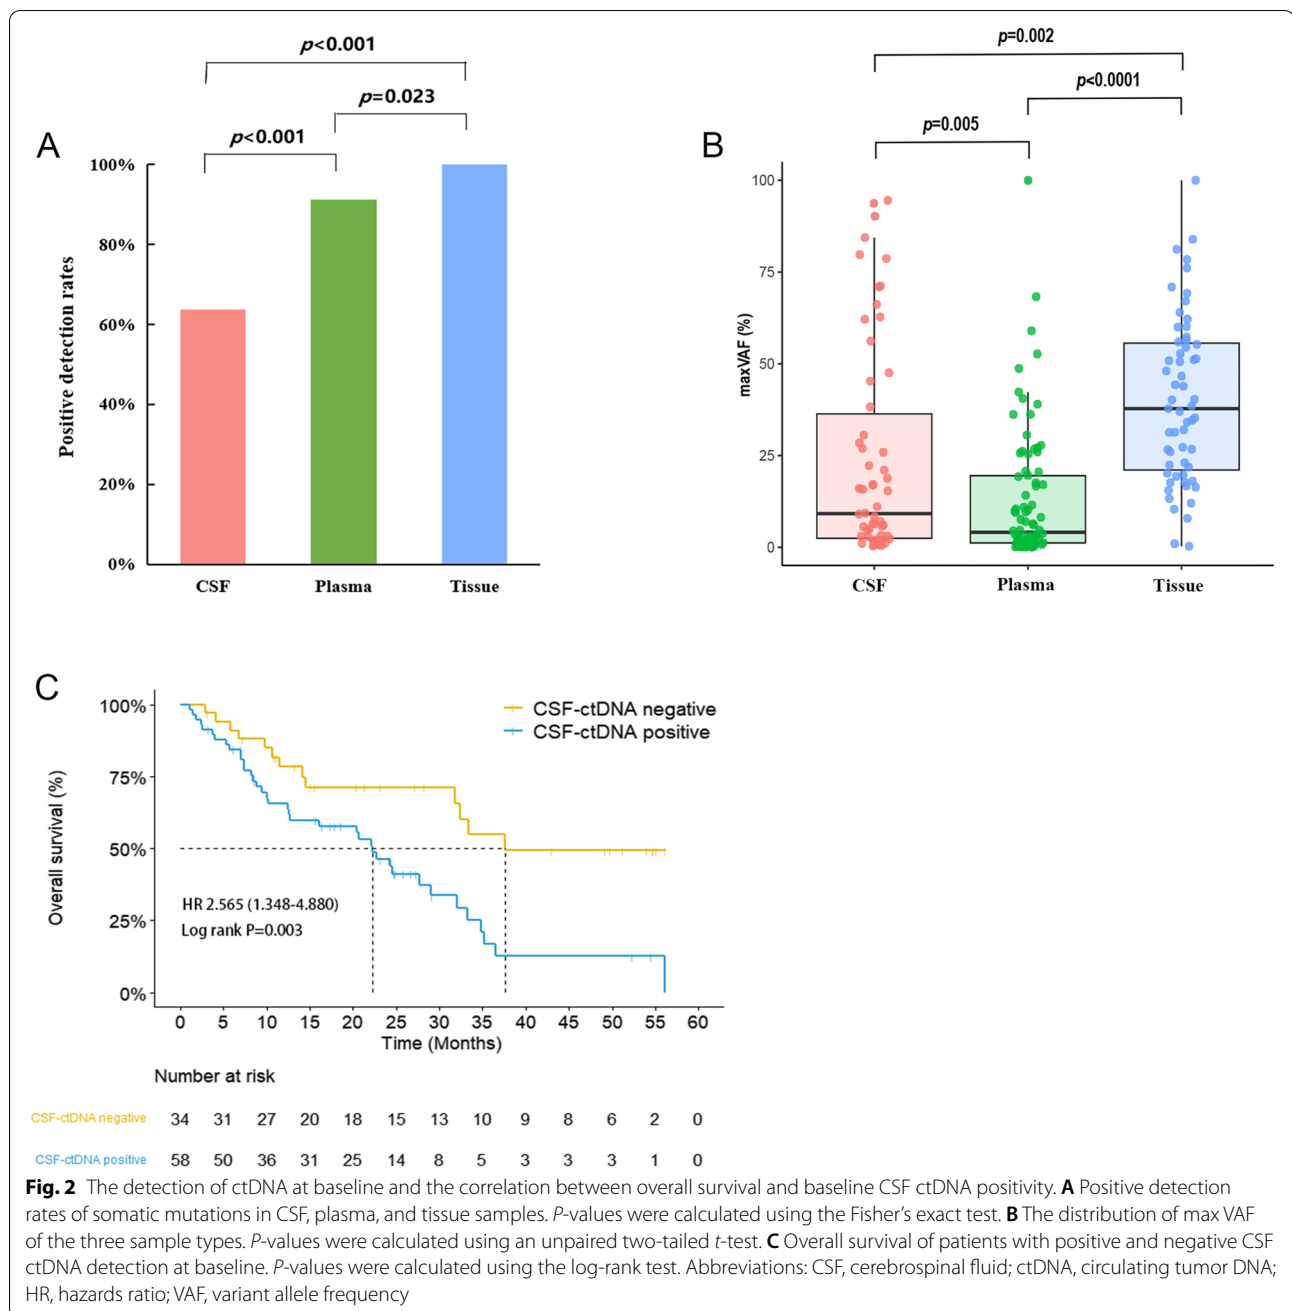 A
p<0.001
p=0.023
p<0.001
100%
80%
60%
40%
20%
0%
Positive detection rates
CSF Plasma Tissue
B
p=0.002
p<0.0001
p=0.005
100
75
50
25
0
maxVAF (%)
CSF Plasma Tissue
C
100%
75%
50%
25%
0%
Overall survival (%)
CSF-ctDNA negative
CSF-ctDNA positive
HR 2.565 (1.348-4.880)
Log rank P=0.003
0 5 10 15 20 25 30 35 40 45 50 55 60
Time (Months)
Number at risk
CSF-ctDNA negative 34 31 27 20 18 15 13 10 9 8 6 2 0
CSF-ctDNA positive 58 50 36 31 25 14 8 5 3 3 3 1 0
Fig. 2 The detection of ctDNA at baseline and the correlation between overall survival and baseline CSF ctDNA positivity. A Positive detection
rates of somatic mutations in CSF, plasma, and tissue samples. P-values were calculated using the Fisher's exact test. B The distribution of max VAF
of the three sample types. P-values were calculated using an unpaired two-tailed t-test. C Overall survival of patients with positive and negative CSF
ctDNA detection at baseline. P-values were calculated using the log-rank test. Abbreviations: CSF, cerebrospinal fluid; ctDNA, circulating tumor DNA;
HR, hazards ratio; VAF, variant allele frequency